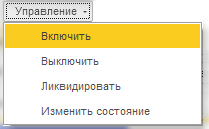 Управление
Включить
Выключить
Ликвидировать
Изменить состояние